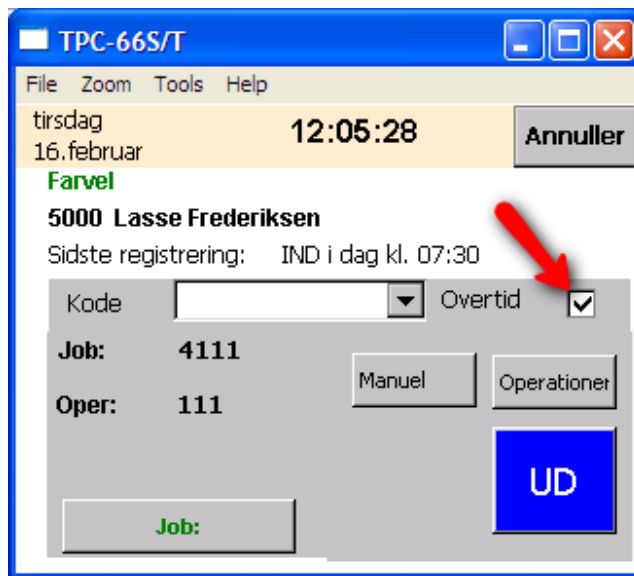 TPC-66S/T
File Zoom Tools Help
tirsdag
16.februar
12:05:28
Annuller
Farvel
5000 Lasse Frederiksen
Sidste registrering: IND i dag kl. 07:30
Kode
Overtid
Job: 4111
Manuel
Operationer
Oper: 111
UD
Job: